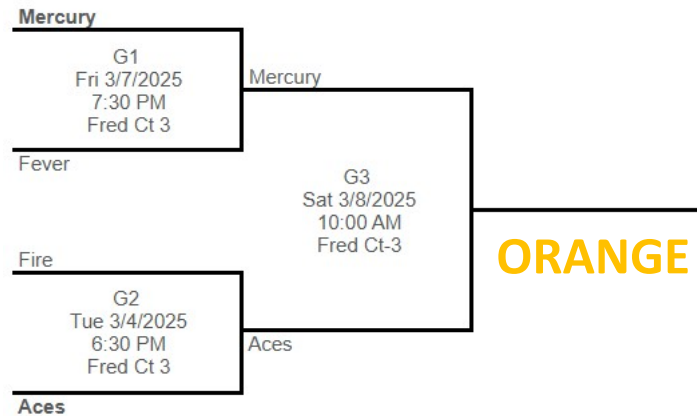 Mercury
G1
Fri 3/7/2025
7:30 PM
Fred Ct 3
Mercury
Fever
G3
Sat 3/8/2025
10:00 AM
Fred Ct-3
ORANGE
Fire
G2
Tue 3/4/2025
6:30 PM
Fred Ct 3
Aces
Aces